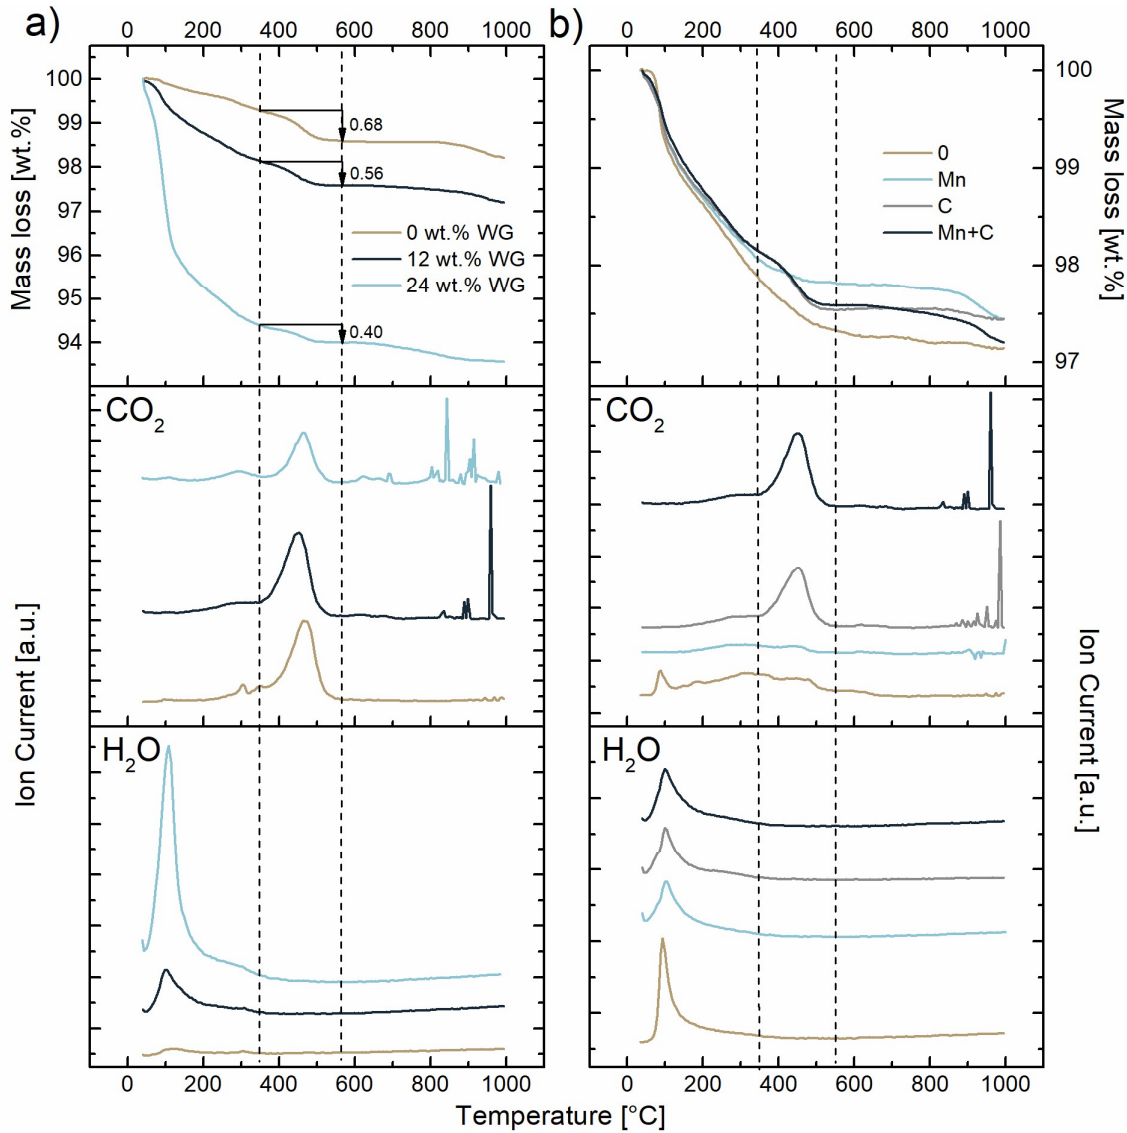 a)
b)
0 200 400 600 800 1000
0 200 400 600 800 1000
Mass loss [wt.%]
100
99
98
97
96
95
94
0.68
0.56
0.40
0 wt.% WG
12 wt.% WG
24 wt.% WG
0
Mn
C
Mn+C
100
99
98
97
Mass loss [wt.%]
CO2
CO2
Ion Current [a.u.]
Ion Current [a.u.]
H2O
H2O
0 200 400 600 800 1000
0 200 400 600 800 1000
Temperature [°C]